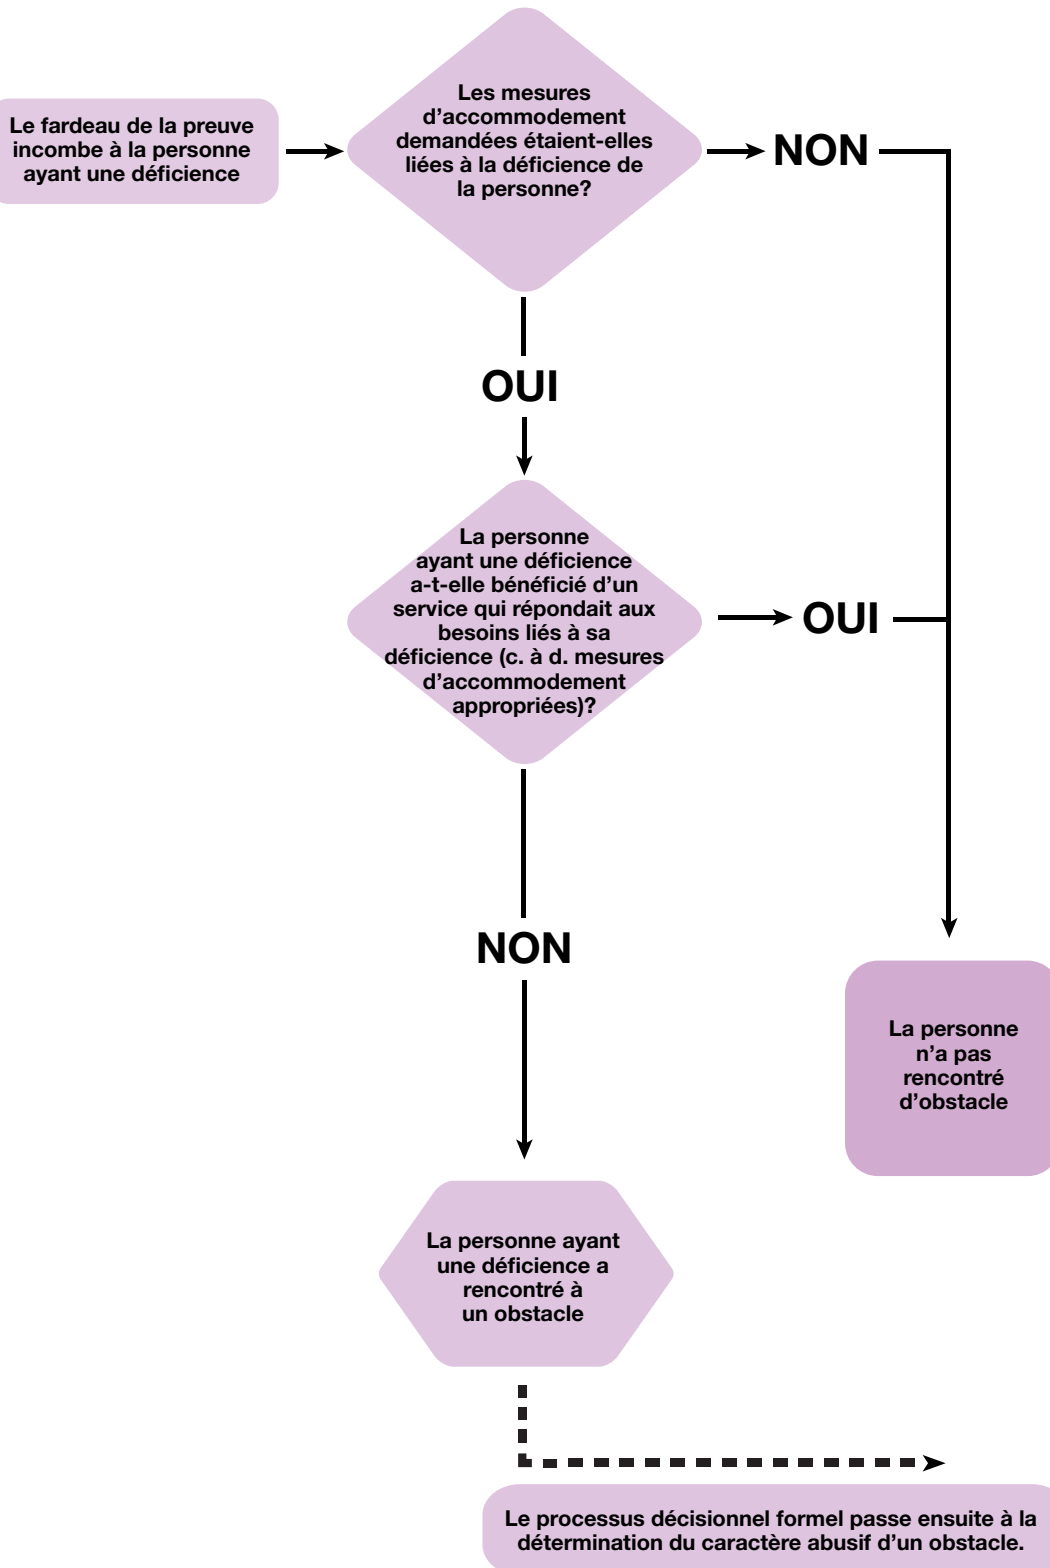 Le fardeau de la preuve
incombe à la personne
ayant une déficience
Les mesures
d’accommodement
demandées étaient-elles
liées à la déficience de
la personne?
NON
OUI
La personne
ayant une déficience
a-t-elle bénéficié d’un
service qui répondait aux
besoins liés à sa
déficience (c. à d. mesures
d’accommodement
appropriées)?
OUI
NON
La personne
n’a pas
rencontré
d’obstacle
La personne ayant
une déficience a
rencontré à
un obstacle
Le processus décisionnel formel passe ensuite à la
détermination du caractère abusif d’un obstacle.